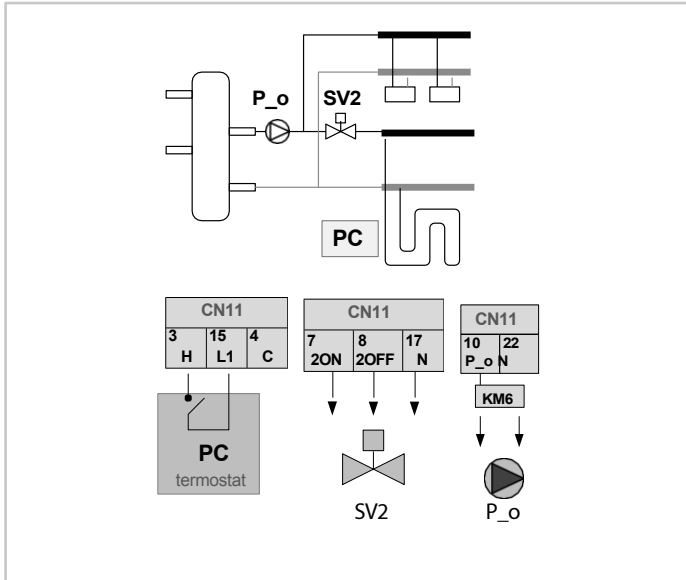 P_o SV2
PC
CN11
3 15 4
H L1 C
PC
termostat
CN11
7 8 17
2ON 2OFF N
SV2
CN11
10 22
P_o N
KM6
P_o